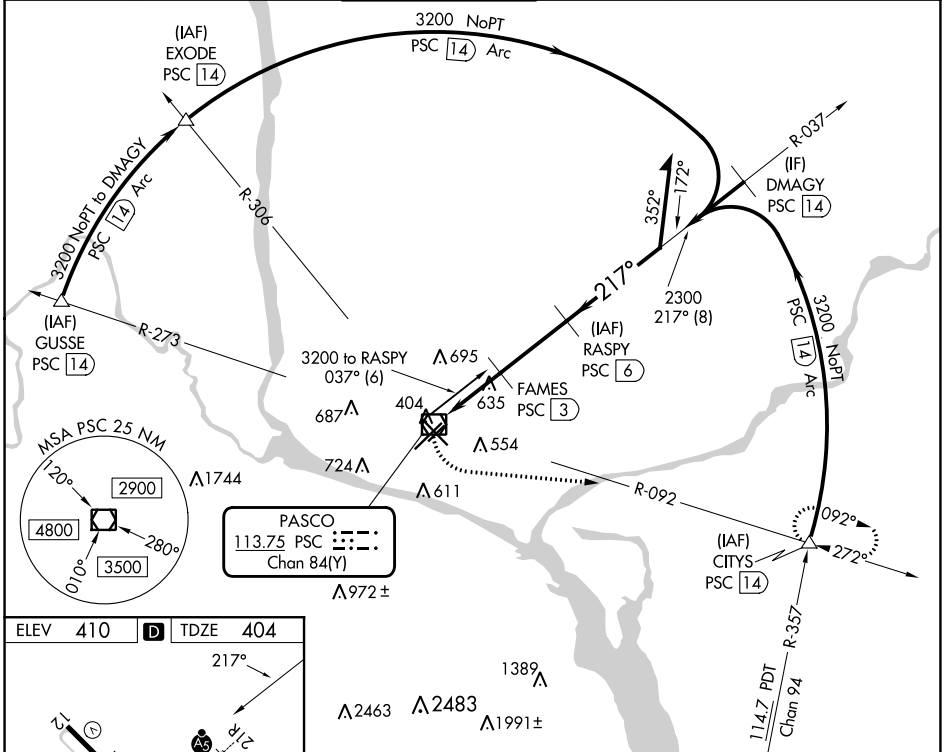 3200 NoPT
PSC 14 Arc
(IAF)
EXODE
PSC 14
R-037
(IF)
DMAGY
PSC 14
3200 NoPT to DMAGY
PSC 14 Arc
R-306
352°
172°
217°
2300
217° (8)
(IAF)
GUSSE
PSC 14
R-273
3200 NoPT
PSC 14 Arc
(IAF)
RASPY
PSC 6
3200 to RASPY
037° (6)
695
FAMES
PSC 3
635
687
404
554
724
611
R-092
MSA PSC 25 NM
120°
2900
4800
280°
010°
3500
1744
PASCO
113.75 PSC
Chan 84(Y)
092°
272°
(IAF)
CITYS
PSC 14
972±
R-357
114.7 PDT
Chan 94
ELEV 410 D TDZE 404
217°
12
V
A5
21R
1389
2463
2483
1991±